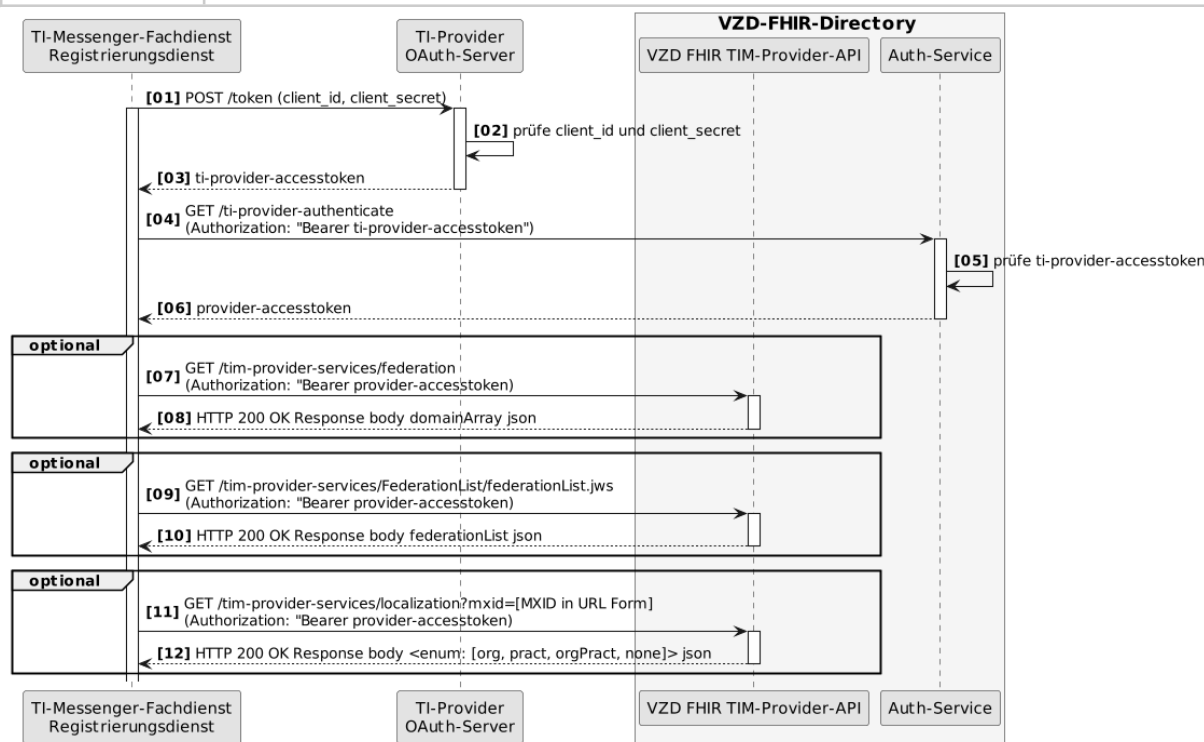 VZD-FHIR-Directory
TI-Messenger-Fachdienst
Registrierungsdienst
TI-Provider
OAuth-Server
VZD FHIR TIM-Provider-API
Auth-Service
[01] POST /token (client_id, client_secret)
[02] prüfe client_id und client_secret
[03] ti-provider-accesstoken
[04] GET /ti-provider-authenticate
(Authorization: "Bearer ti-provider-accesstoken")
[05] prüfe ti-provider-accesstoken
[06] provider-accesstoken
optional
[07] GET /tim-provider-services/federation
(Authorization: "Bearer provider-accesstoken)
[08] HTTP 200 OK Response body domainArray json
optional
[09] GET /tim-provider-services/FederationList/federationList.jws
(Authorization: "Bearer provider-accesstoken)
[10] HTTP 200 OK Response body federationList json
optional
[11] GET /tim-provider-services/localization?mxid=[MXID in URL Form]
(Authorization: "Bearer provider-accesstoken)
[12] HTTP 200 OK Response body <enum: [org, pract, orgPract, none]> json
TI-Messenger-Fachdienst
Registrierungsdienst
TI-Provider
OAuth-Server
VZD FHIR TIM-Provider-API
Auth-Service